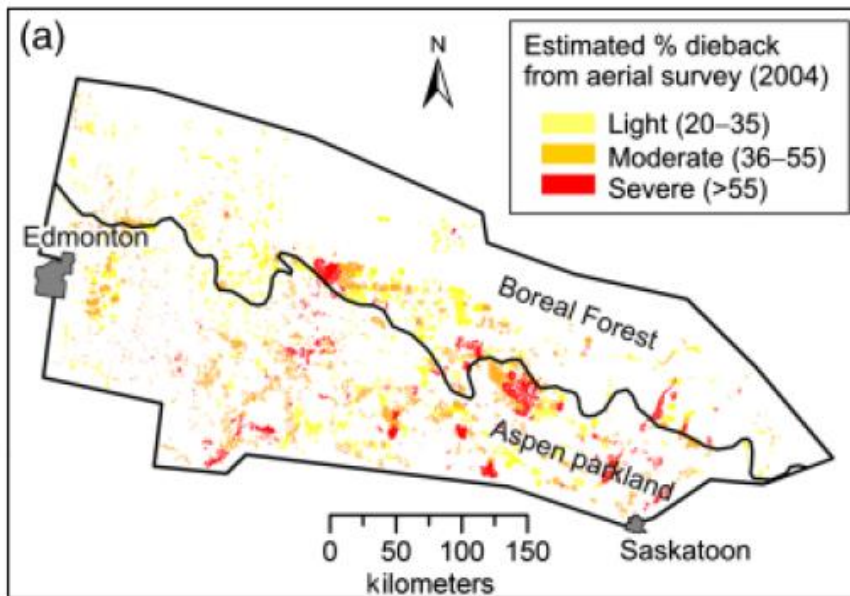 (a)
N
Estimated % dieback
from aerial survey (2004)
Light (20–35)
Moderate (36–55)
Severe (>55)
Edmonton
Boreal Forest
Aspen parkland
0 50 100 150
kilometers
Saskatoon